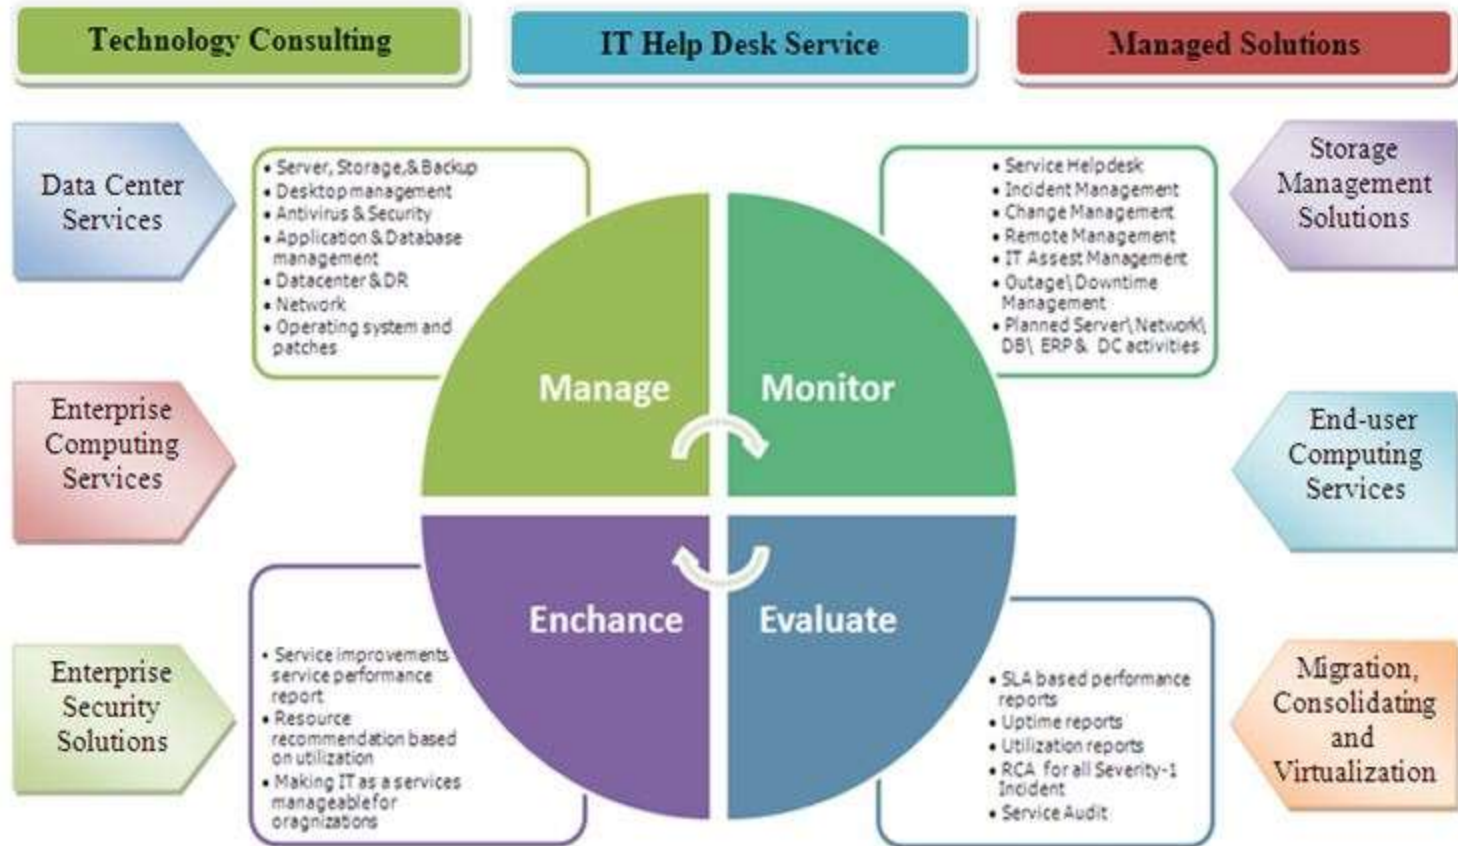 Technology Consulting
IT Help Desk Service
Managed Solutions
Data Center
Services
• Server, Storage,& Backup
• Desktop management
• Antivirus & Security
• Application & Database
management
• Datacenter & DR
• Network
• Operating system and
patches
• Service Helpdesk
• Incident Management
• Change Management
• Remote Management
• IT Assest Management
• Outage\ Downtime
Management
• Planned Server\ Network\
DB\ ERP & DC activities
Storage
Management
Solutions
Manage
Monitor
Enterprise
Computing
Services
End-user
Computing
Services
Enchance
Evaluate
Enterprise
Security
Solutions
• Service improvements
service performance
report
• Resource
recommendation based
on utilization
• Making IT as a services
manageable for
oragnizations
• SLA based performance
reports
• Uptime reports
• Utilization reports
• RCA for all Severity-1
Incident
• Service Audit
Migration,
Consolidating
and
Virtualization